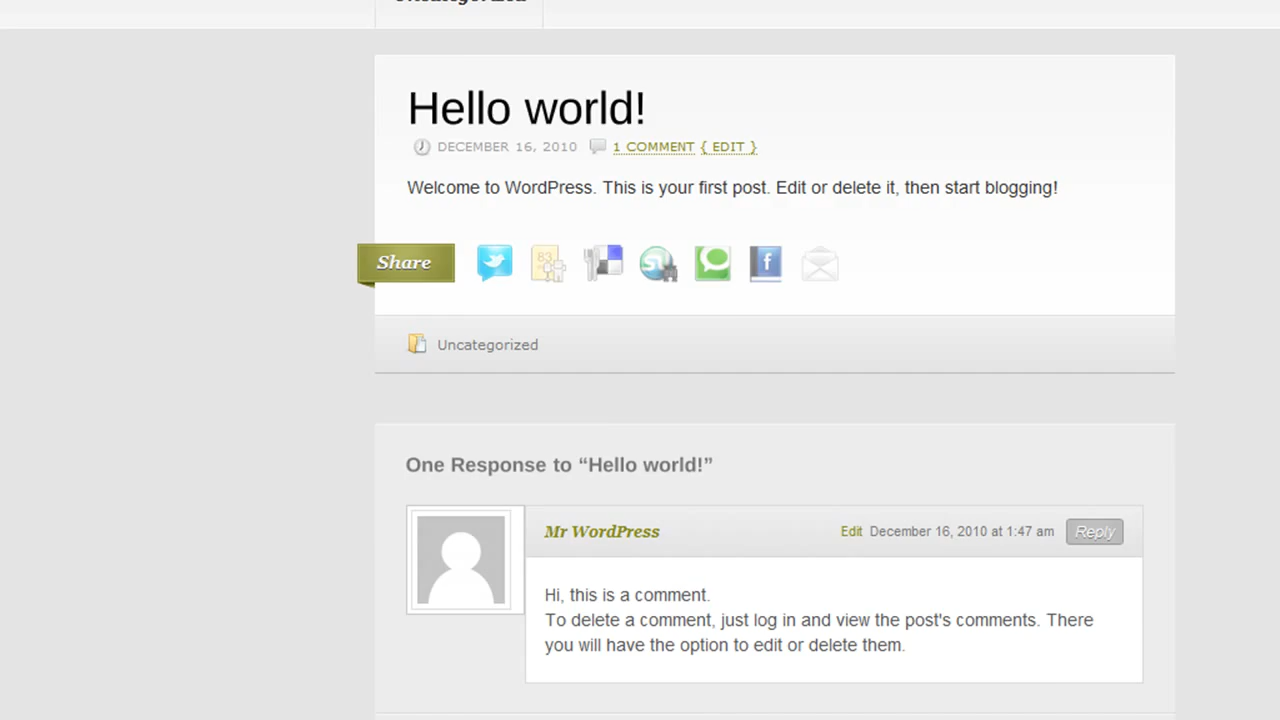 Uncategorized
Hello world!
DECEMBER 16, 2010 1 COMMENT { EDIT }
Welcome to WordPress. This is your first post. Edit or delete it, then start blogging!
Share 83 f
Uncategorized
One Response to “Hello world!”
Mr WordPress Edit December 16, 2010 at 1:47 am Reply
Hi, this is a comment.
To delete a comment, just log in and view the post's comments. There
you will have the option to edit or delete them.